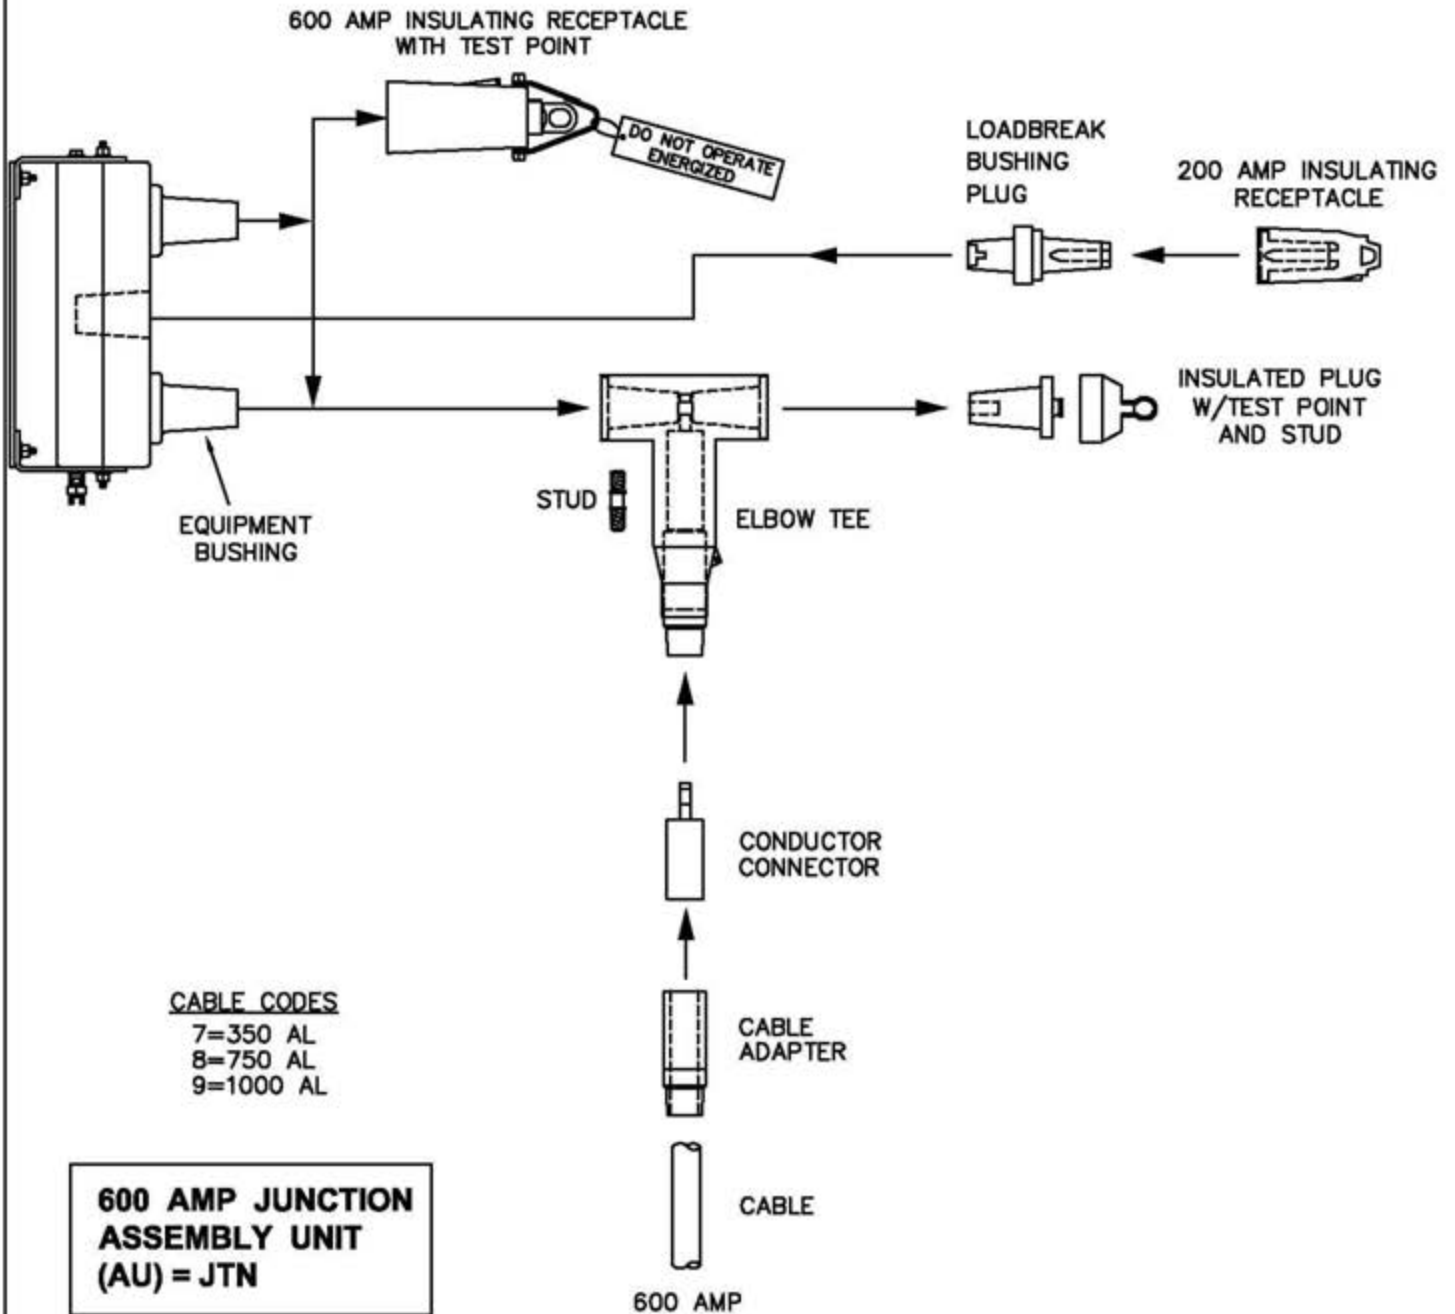 600 AMP INSULATING RECEPTACLE
WITH TEST POINT
DO NOT OPERATE
ENERGIZED
LOADBREAK
BUSHING
PLUG
200 AMP INSULATING
RECEPTACLE
INSULATED PLUG
W/TEST POINT
AND STUD
STUD
ELBOW TEE
EQUIPMENT
BUSHING
CONDUCTOR
CONNECTOR
CABLE CODES
7=350 AL
8=750 AL
9=1000 AL
CABLE
ADAPTER
600 AMP JUNCTION
ASSEMBLY UNIT
(AU) = JTN
CABLE
600 AMP